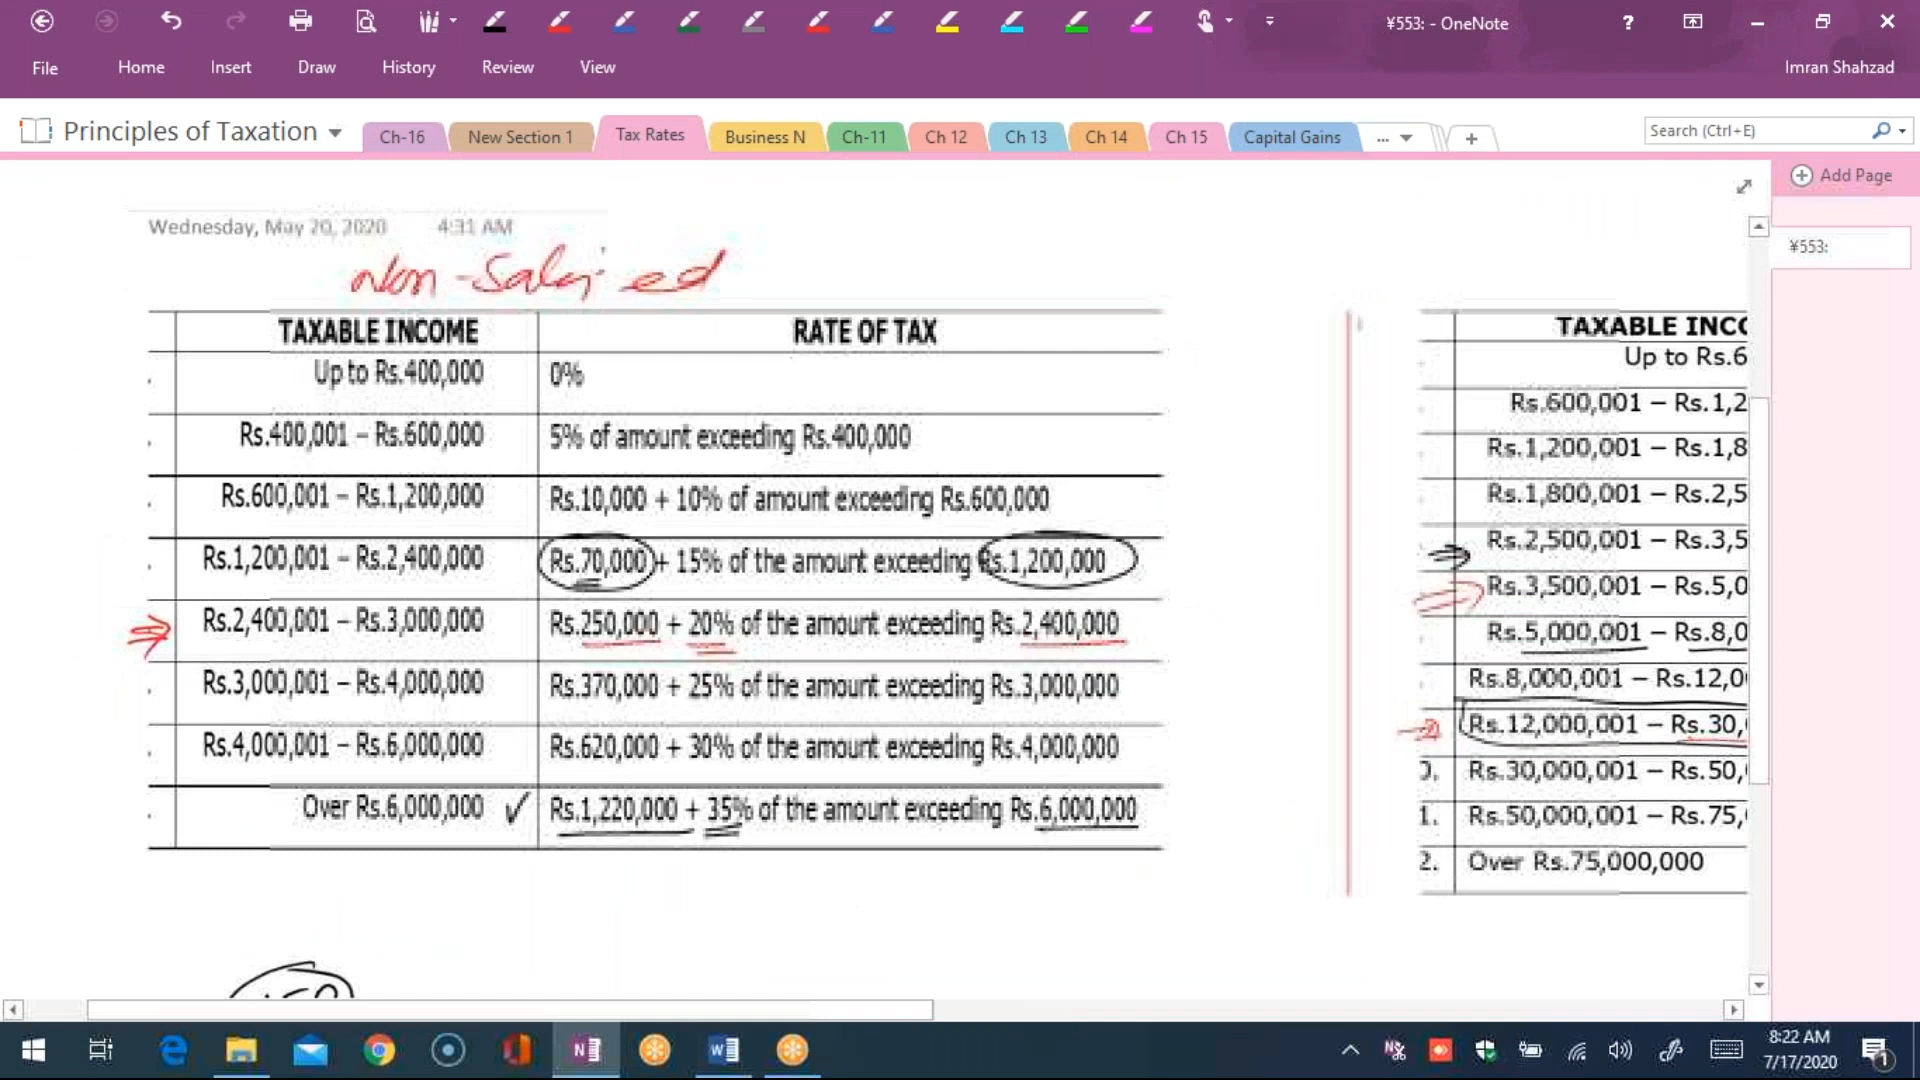 ¥553: - OneNote
?
File
Home
Insert
Draw
History
Review
View
Imran Shahzad
Principles of Taxation
Ch-16
New Section 1
Tax Rates
Business N
Ch-11
Ch 12
Ch 13
Ch 14
Ch 15
Capital Gains
...
+
Search (Ctrl+E)
Add Page
¥553:
Wednesday, May 20, 2020 4:31 AM
Non-Salaried
TAXABLE INCOME RATE OF TAX
Up to Rs.400,000 0%
Rs.400,001 – Rs.600,000 5% of amount exceeding Rs.400,000
Rs.600,001 – Rs.1,200,000 Rs.10,000 + 10% of amount exceeding Rs.600,000
Rs.1,200,001 – Rs.2,400,000 Rs.70,000 + 15% of the amount exceeding Rs.1,200,000
Rs.2,400,001 – Rs.3,000,000 Rs.250,000 + 20% of the amount exceeding Rs.2,400,000
Rs.3,000,001 – Rs.4,000,000 Rs.370,000 + 25% of the amount exceeding Rs.3,000,000
Rs.4,000,001 – Rs.6,000,000 Rs.620,000 + 30% of the amount exceeding Rs.4,000,000
Over Rs.6,000,000 ✓ Rs.1,220,000 + 35% of the amount exceeding Rs.6,000,000
TAXABLE INCO
Up to Rs.6
Rs.600,001 – Rs.1,2
Rs.1,200,001 – Rs.1,8
Rs.1,800,001 – Rs.2,5
Rs.2,500,001 – Rs.3,5
Rs.3,500,001 – Rs.5,0
Rs.5,000,001 – Rs.8,0
Rs.8,000,001 – Rs.12,0
Rs.12,000,001 – Rs.30,
0. Rs.30,000,001 – Rs.50,
1. Rs.50,000,001 – Rs.75,
2. Over Rs.75,000,000
8:22 AM
7/17/2020
1